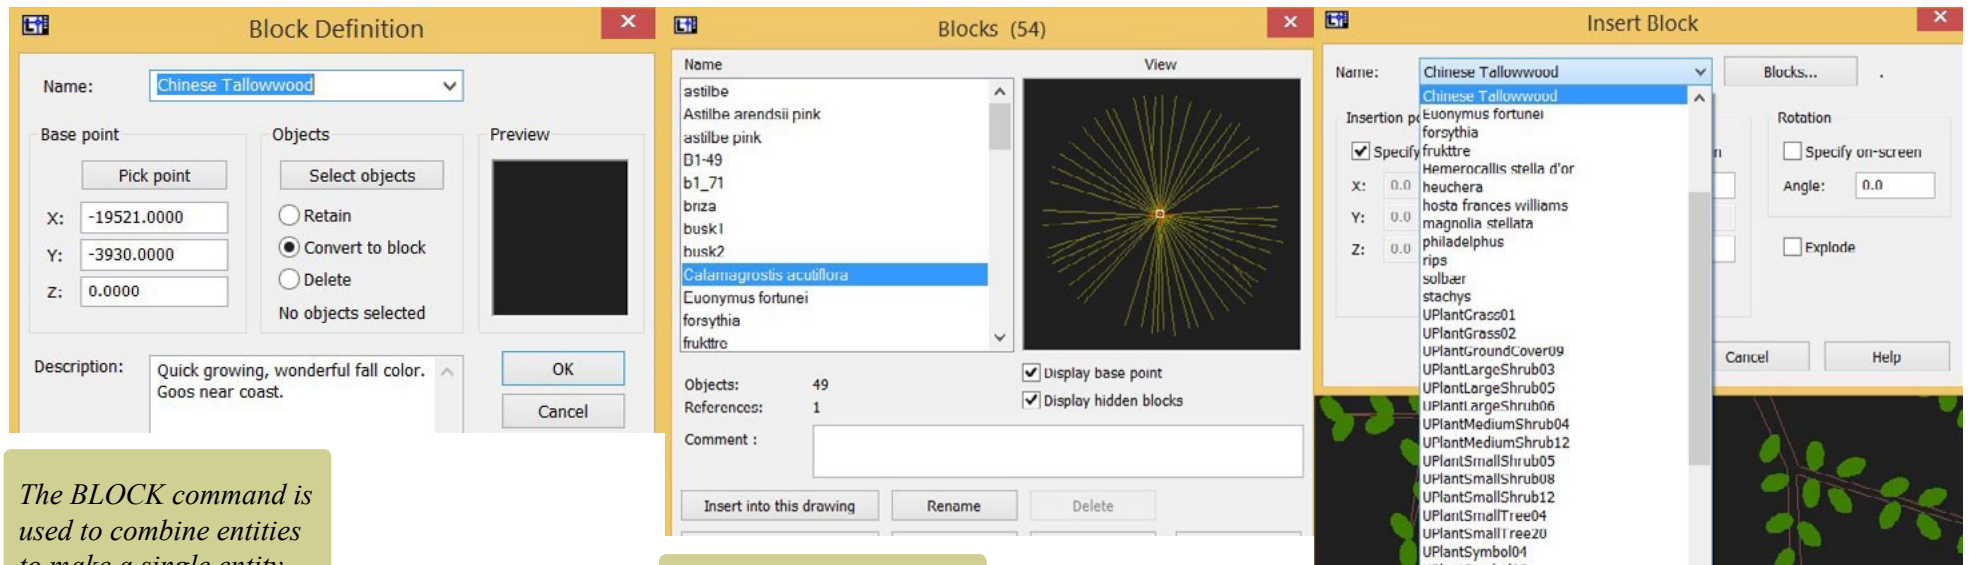 Block Definition
Name:
Chinese Tallowwood
Base point
Pick point
X: -19521.0000
Y: -3930.0000
Z: 0.0000
Objects
Select objects
Retain
Convert to block
Delete
No objects selected
Preview
Description:
Quick growing, wonderful fall color.
Goos near coast.
OK
Cancel
The BLOCK command is
used to combine entities
to make a single entity
Blocks (54)
Name
View
astilbe
Astilbe arendsii pink
astilbe pink
B1-49
b1_71
briza
busk1
busk2
Calamagrostis acutiflora
Euonymus fortunei
forsythia
frukttre
Objects: 49
References: 1
Display base point
Display hidden blocks
Comment :
Insert into this drawing
Rename
Delete
Insert Block
Name:
Chinese Tallowwood
Blocks...
.
Chinese Tallowwood
Euonymus fortunei
forsythia
frukttre
Hemerocallis stella d'or
heuchera
hosta frances williams
magnolia stellata
philadelphus
rips
solbær
stachys
UPlantGrass01
UPlantGrass02
UPlantGroundCover09
UPlantLargeShrub03
UPlantLargeShrub05
UPlantLargeShrub06
UPlantMediumShrub04
UPlantMediumShrub12
UPlantSmallShrub05
UPlantSmallShrub08
UPlantSmallShrub12
UPlantSmallTree04
UPlantSmallTree20
UPlantSymbol04
Insertion po
Specify
X: 0.0
Y: 0.0
Z: 0.0
n
Rotation
Specify on-screen
Angle: 0.0
Explode
Cancel
Help